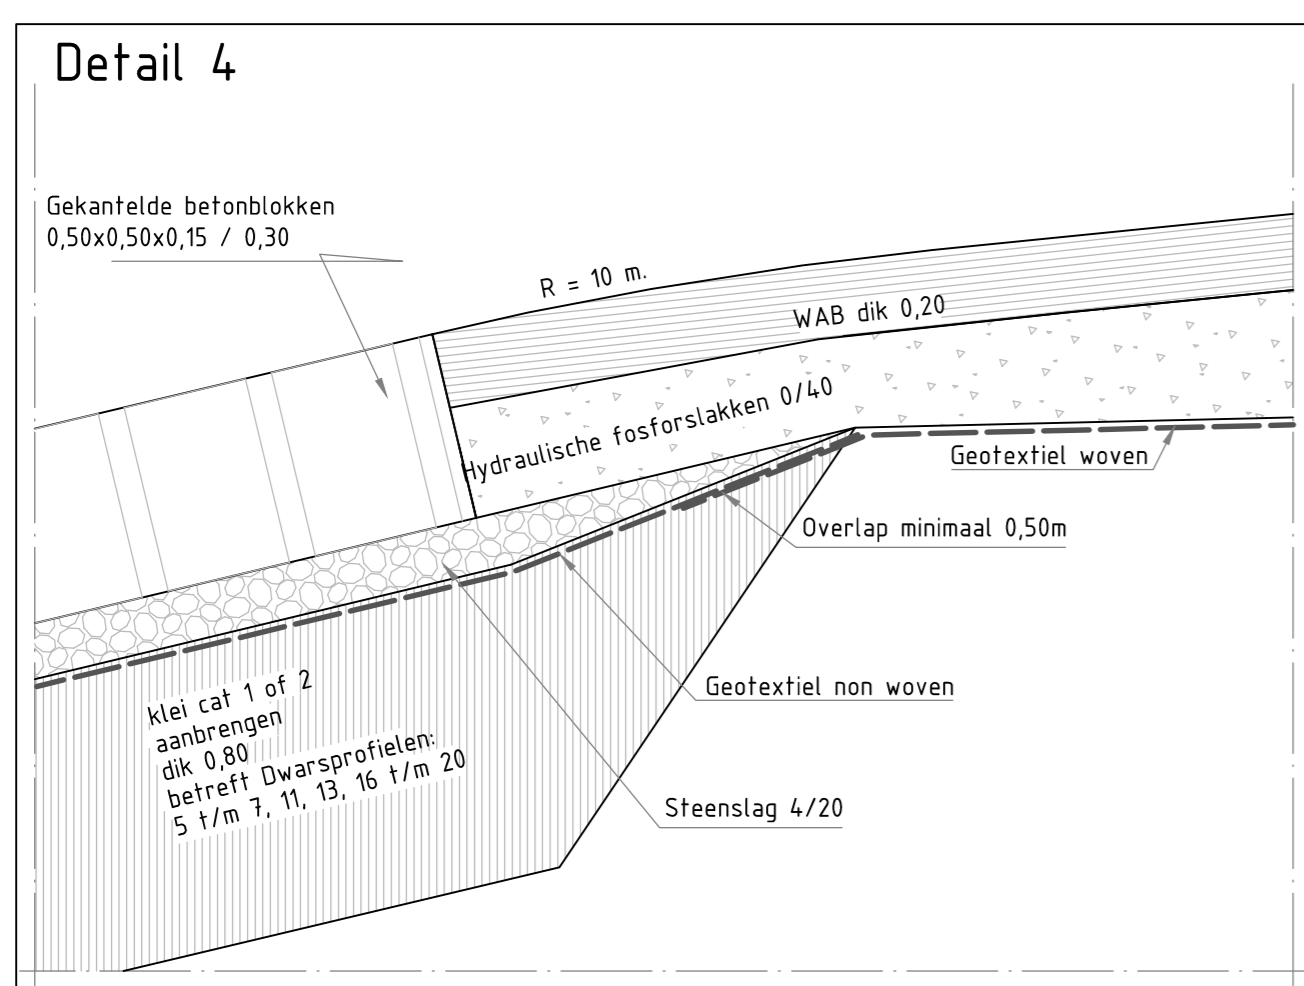 Detail 4
Gekantelde betonblokken
0,50x0,50x0,15 / 0,30
R = 10 m.
WAB dik 0,20
Hydraulische fosforslakken 0/40
Geotextiel woven
Overlap minimaal 0,50m
Geotextiel non woven
klei cat 1 of 2
aanbrengen
dik 0,80
betreft Dwarsprofielen:
5 t/m 7, 11, 13, 16 t/m 20
Steenslag 4/20